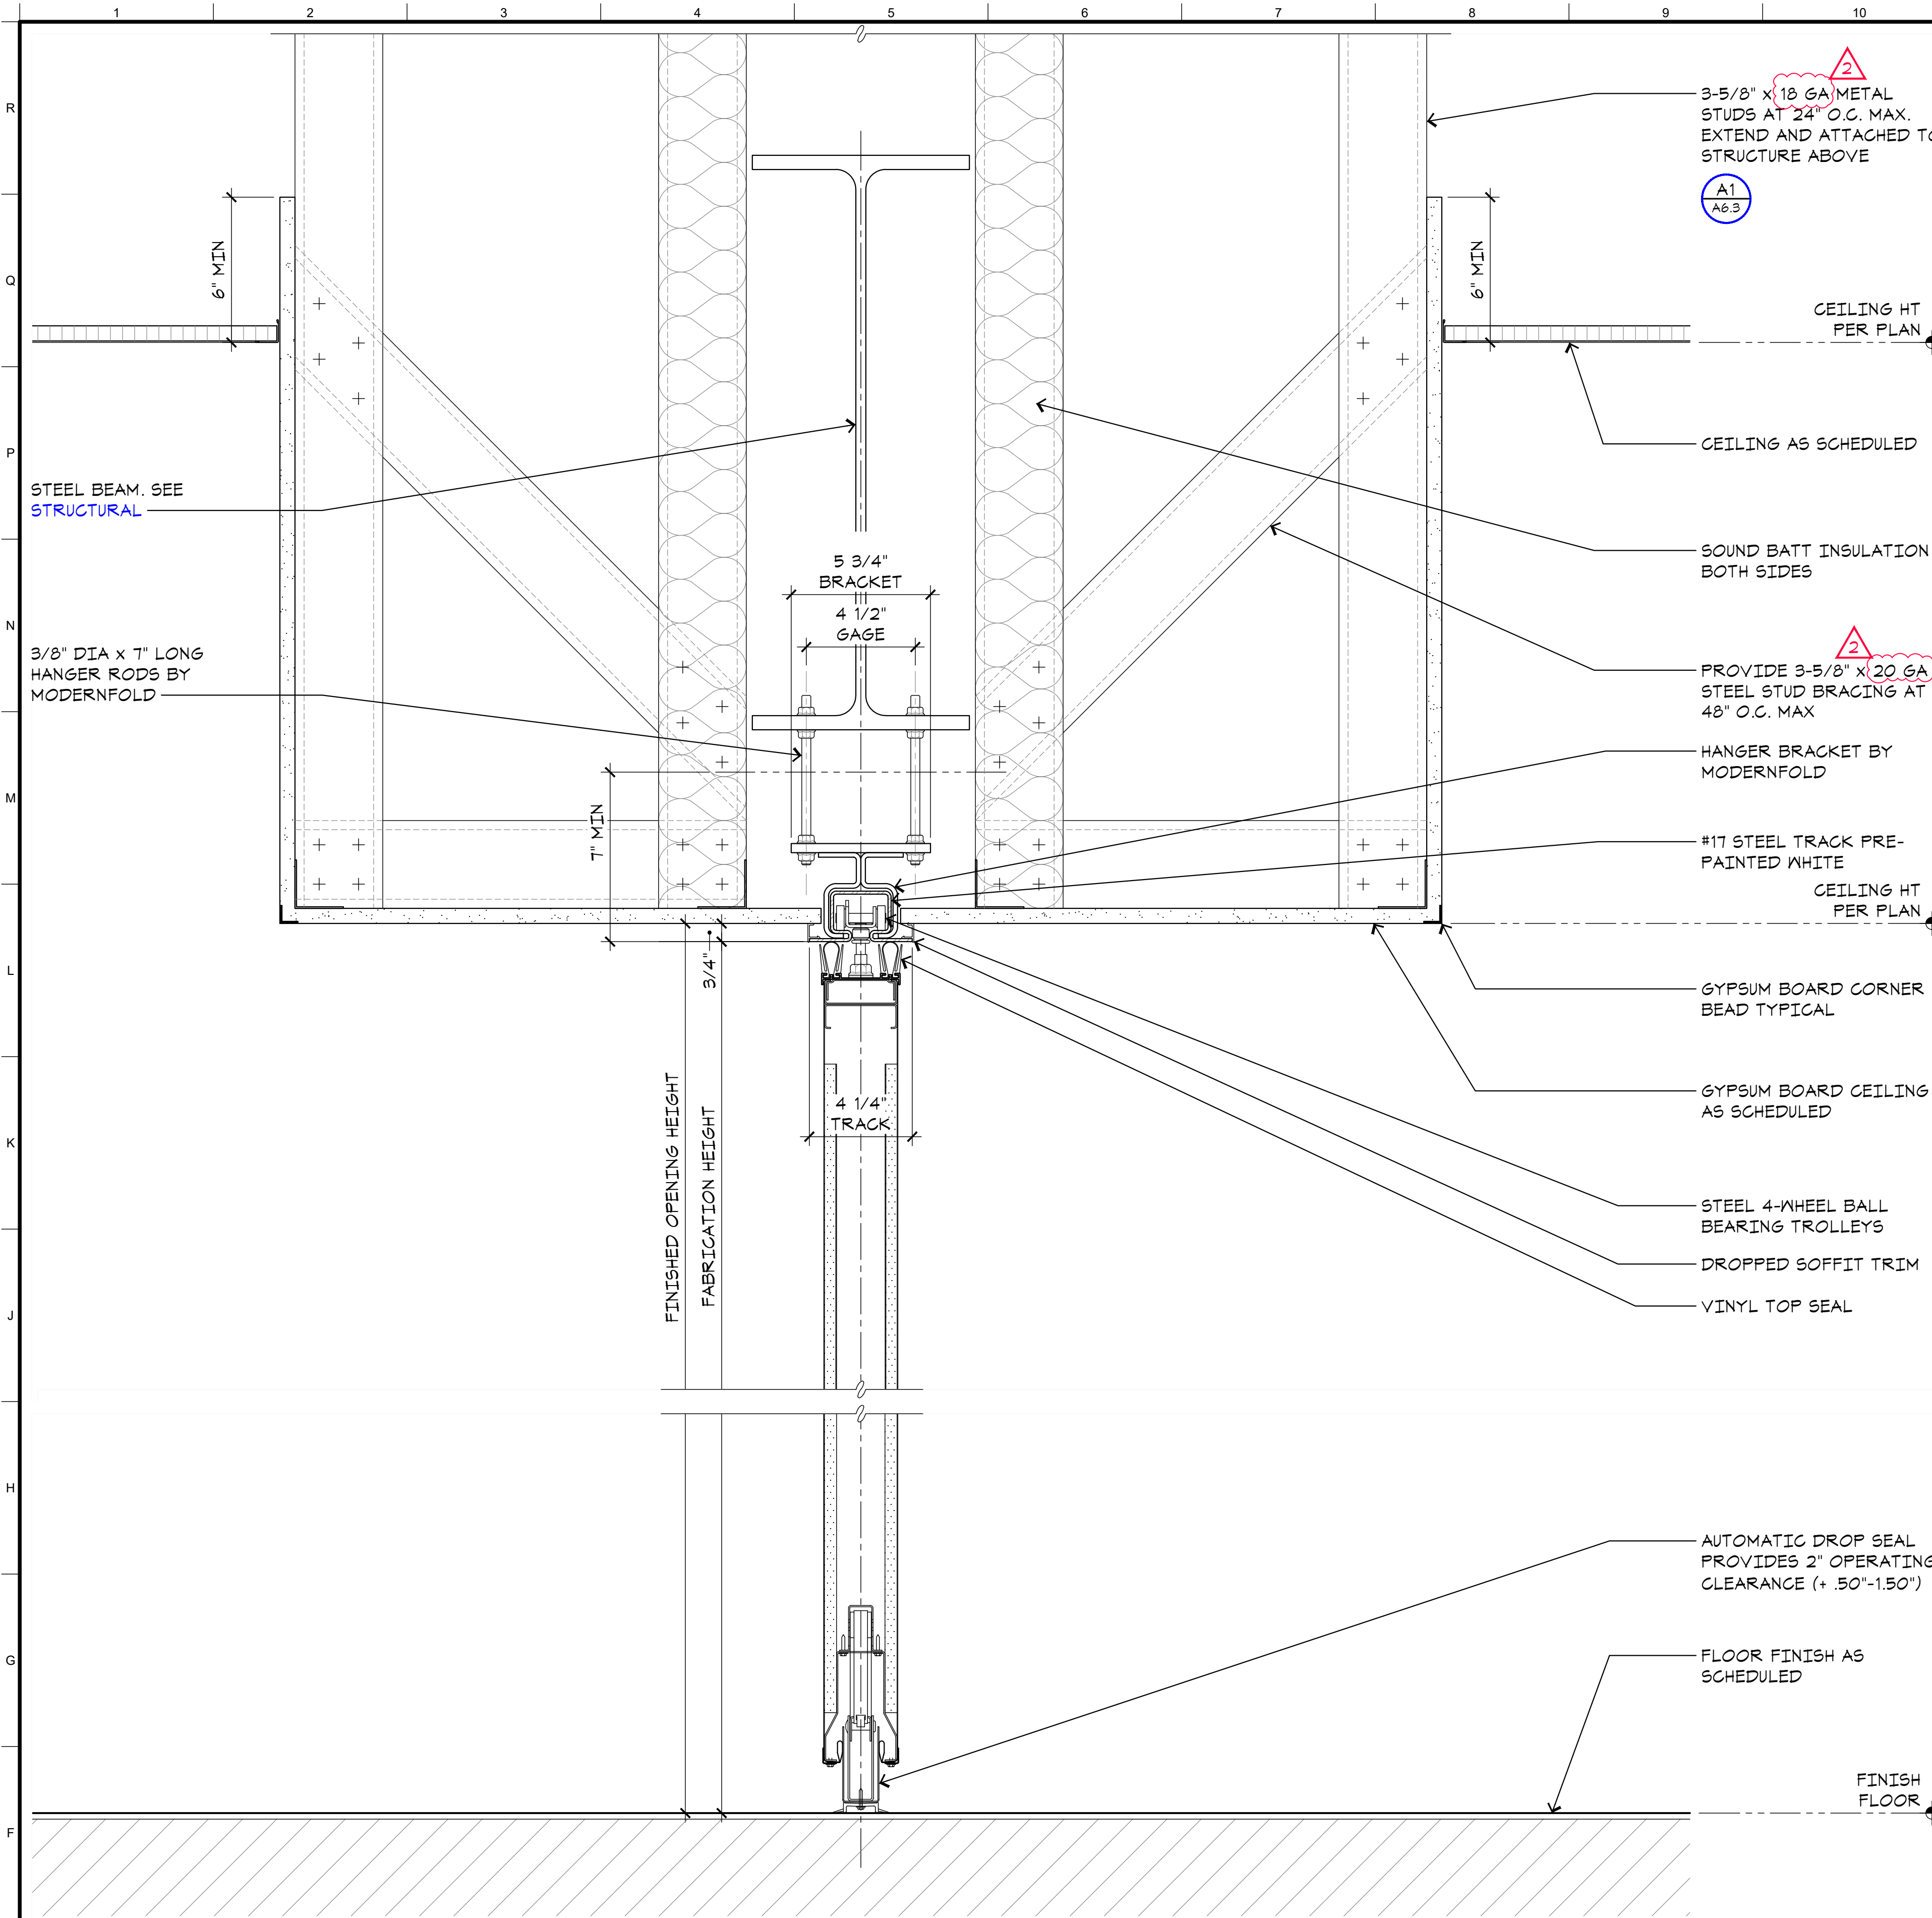 1 2 3 4 5 6 7 8 9 10
R
Q
P
N
M
L
K
J
H
G
F
2
3-5/8" x 18 GA METAL
STUDS AT 24" O.C. MAX.
EXTEND AND ATTACHED TO
STRUCTURE ABOVE
A1
A6.3
6" MIN
6" MIN
CEILING HT
PER PLAN
CEILING AS SCHEDULED
STEEL BEAM. SEE
STRUCTURAL
SOUND BATT INSULATION
BOTH SIDES
5 3/4"
BRACKET
4 1/2"
GAGE
3/8" DIA x 7" LONG
HANGER RODS BY
MODERNFOLD
2
PROVIDE 3-5/8" x 20 GA
STEEL STUD BRACING AT
48" O.C. MAX
HANGER BRACKET BY
MODERNFOLD
7" MIN
#17 STEEL TRACK PRE-
PAINTED WHITE
CEILING HT
PER PLAN
3/4"
GYPSUM BOARD CORNER
BEAD TYPICAL
GYPSUM BOARD CEILING
AS SCHEDULED
4 1/4"
TRACK
FINISHED OPENING HEIGHT
FABRICATION HEIGHT
STEEL 4-WHEEL BALL
BEARING TROLLEYS
DROPPED SOFFIT TRIM
VINYL TOP SEAL
AUTOMATIC DROP SEAL
PROVIDES 2" OPERATING
CLEARANCE (+ .50"-1.50")
FLOOR FINISH AS
SCHEDULED
FINISH
FLOOR